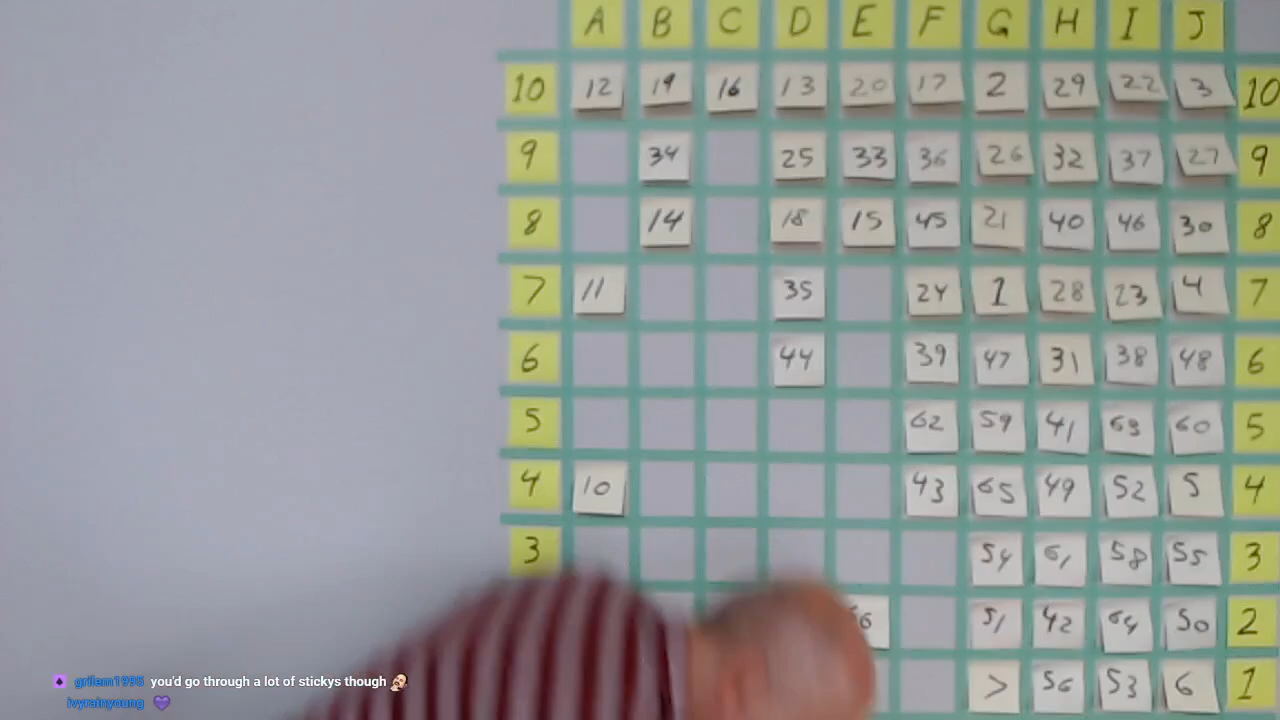 A B C D E F G H I J
10 12 19 16 13 20 17 2 29 22 3 10
9 34 25 33 36 26 32 37 27 9
8 14 18 15 45 21 40 46 30 8
7 11 35 24 1 28 23 4 7
6 44 39 47 31 38 48 6
5 62 59 41 63 60 5
4 10 43 65 49 52 5 4
3 54 61 58 55 3
51 42 64 50 2
56 53 6 1
grilem1995 you'd go through a lot of stickys though
ivyrainyoung